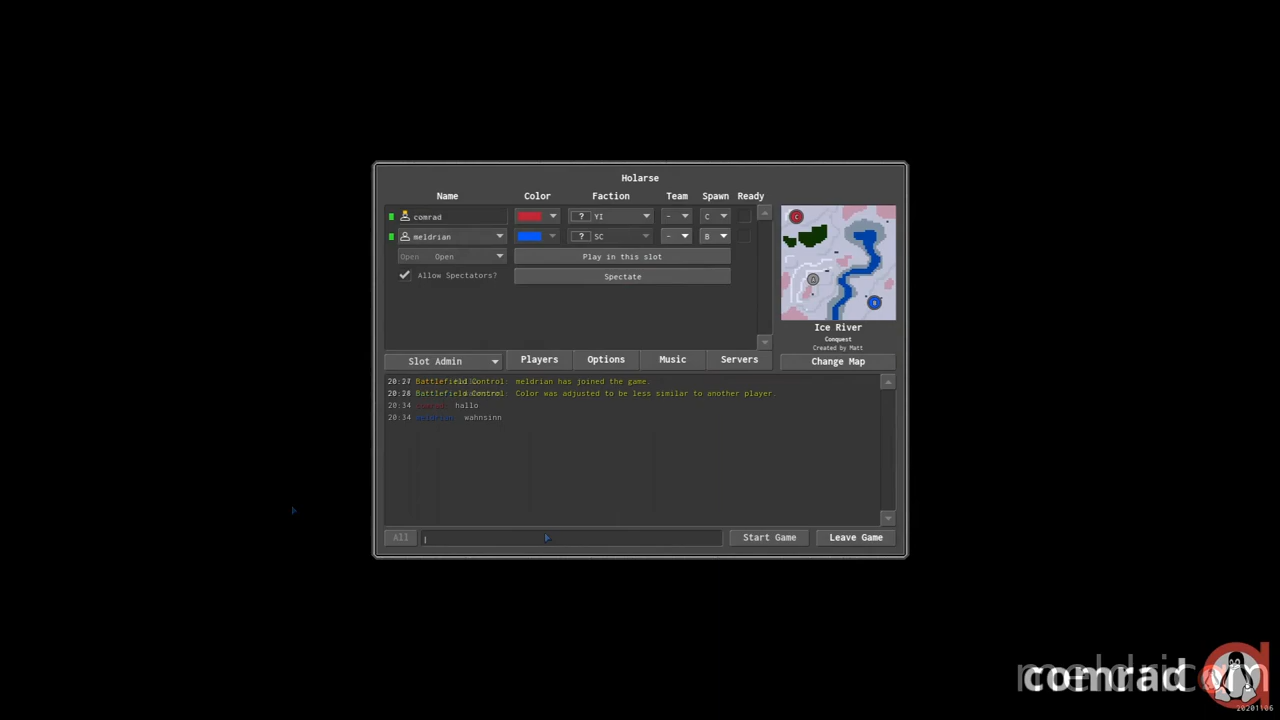 Holarse
Name Color Faction Team Spawn Ready
comrad ? YI - C
meldrian ? SC - B
Open Open Play in this slot
Allow Spectators? Spectate
Ice River
Conquest
Created by Matt
Slot Admin Players Options Music Servers Change Map
20:27 Battlefield Control: meldrian has joined the game.
20:28 Battlefield Control: Color was adjusted to be less similar to another player.
20:34 comrad: hallo
20:34 meldrian: wahnsinn
All Start Game Leave Game
comrad
20201106